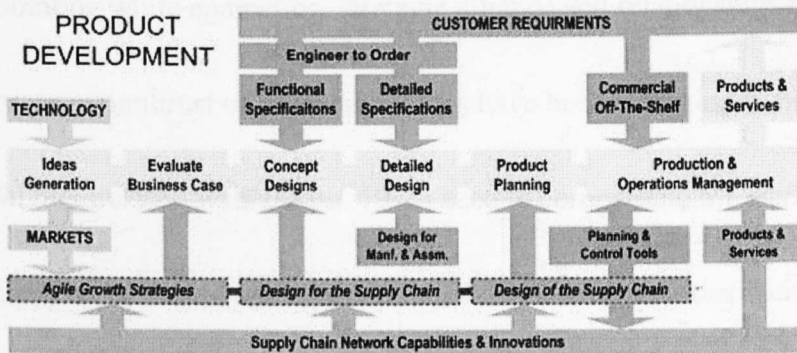 PRODUCT
DEVELOPMENT
CUSTOMER REQUIRMENTS
Engineer to Order
TECHNOLOGY
Functional
Specificaitons
Detailed
Specifications
Commercial
Off-The-Shelf
Products &
Services
Ideas
Generation
Evaluate
Business Case
Concept
Designs
Detailed
Design
Product
Planning
Production &
Operations Management
MARKETS
Design for
Manf. & Assm.
Planning &
Control Tools
Products &
Services
Agile Growth Strategies
Design for the Supply Chain
Design of the Supply Chain
Supply Chain Network Capabilities & Innovations